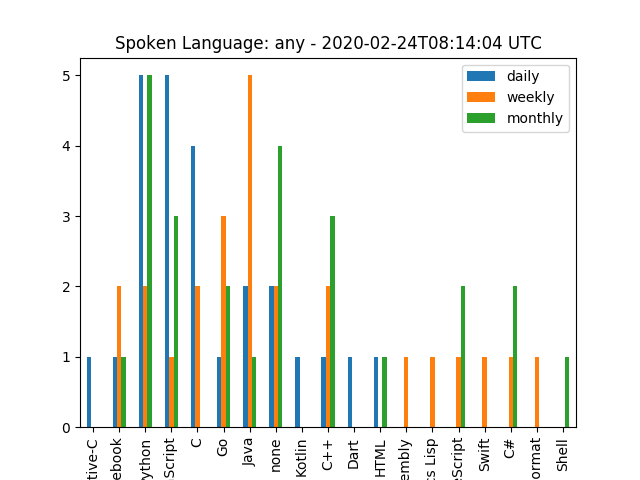 Spoken Language: any - 2020-02-24T08:14:04 UTC
daily
weekly
monthly
5
4
3
2
1
0
tive-C
ebook
ython
Script
C
Go
Java
none
Kotlin
C++
Dart
HTML
embly
s Lisp
eScript
Swift
C#
ormat
Shell